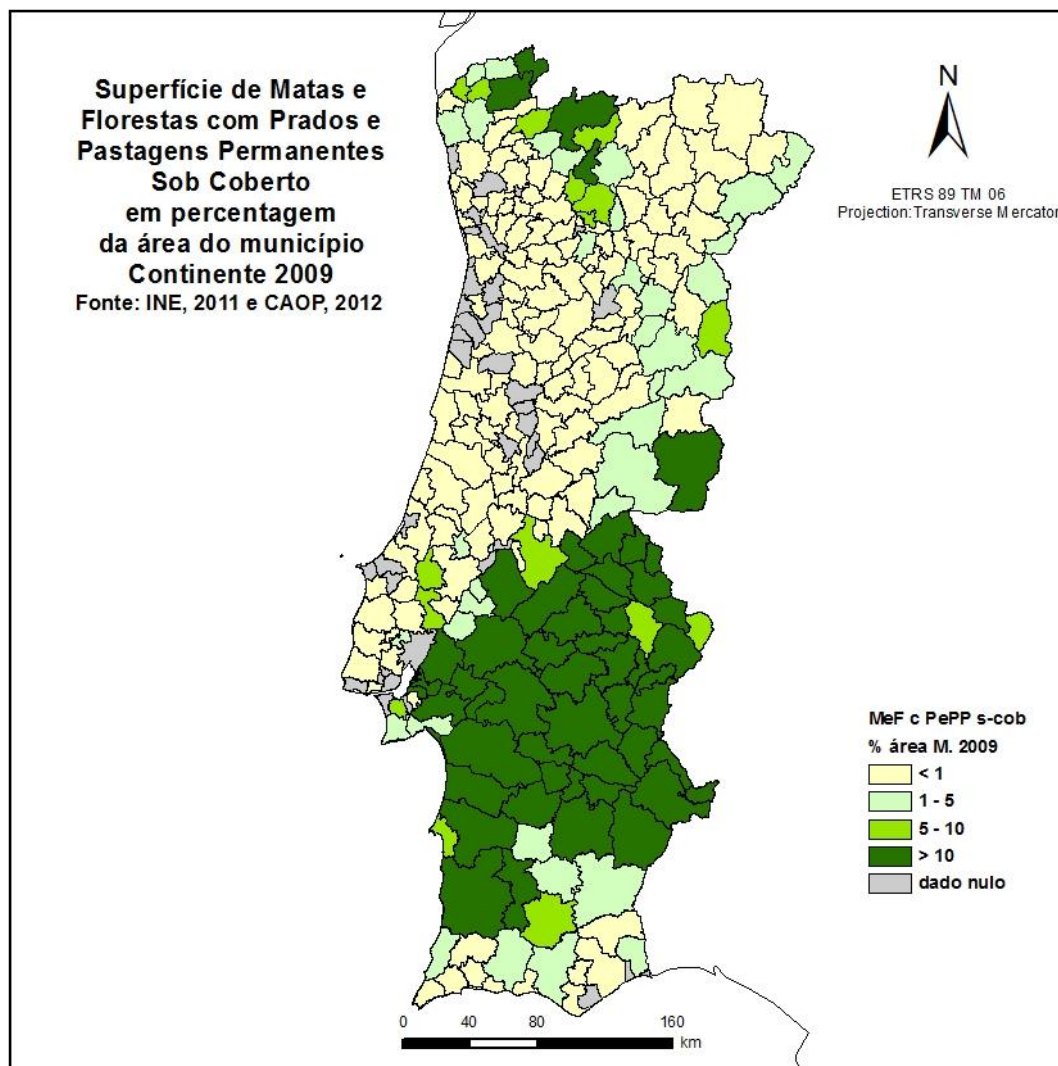 Superfície de Matas e
Florestas com Prados e
Pastagens Permanentes
Sob Coberto
em percentagem
da área do município
Continente 2009
Fonte: INE, 2011 e CAOP, 2012
N
ETRS 89 TM 06
Projection: Transverse Mercator
MeF c PePP s-cob
% área M. 2009
< 1
1 - 5
5 - 10
> 10
dado nulo
0 40 80 160
km